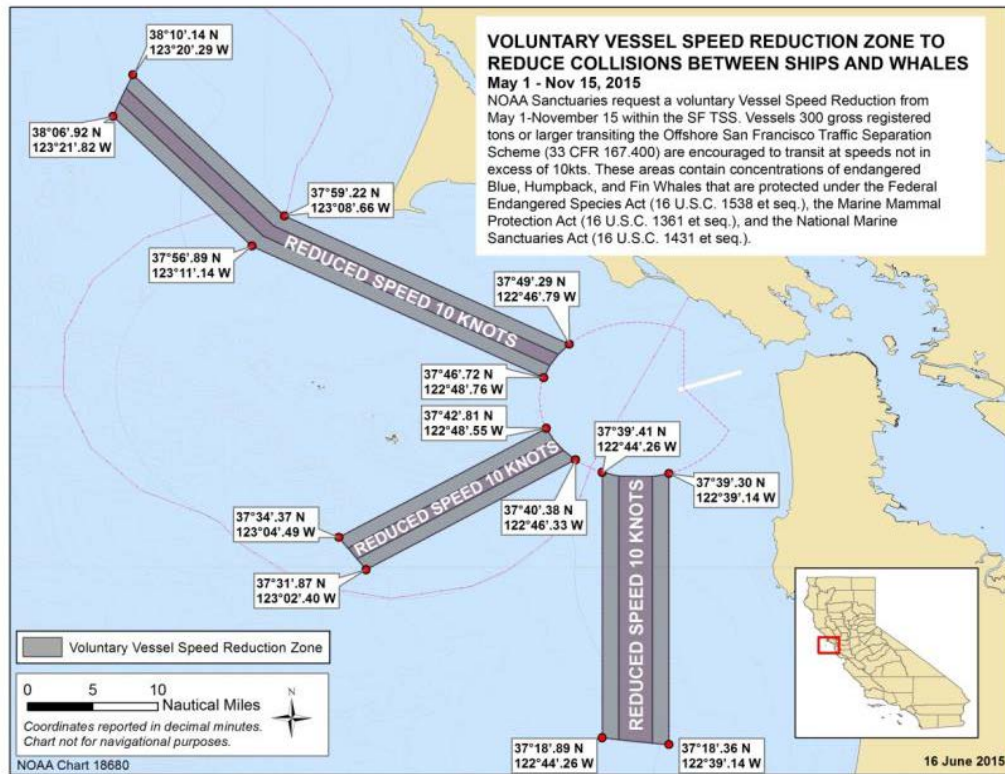 38°10'.14 N
123°20'.29 W
VOLUNTARY VESSEL SPEED REDUCTION ZONE TO
REDUCE COLLISIONS BETWEEN SHIPS AND WHALES
May 1 - Nov 15, 2015
NOAA Sanctuaries request a voluntary Vessel Speed Reduction from
May 1-November 15 within the SF TSS. Vessels 300 gross registered
tons or larger transiting the Offshore San Francisco Traffic Separation
Scheme (33 CFR 167.400) are encouraged to transit at speeds not in
excess of 10kts. These areas contain concentrations of endangered
Blue, Humpback, and Fin Whales that are protected under the Federal
Endangered Species Act (16 U.S.C. 1538 et seq.), the Marine Mammal
Protection Act (16 U.S.C. 1361 et seq.), and the National Marine
Sanctuaries Act (16 U.S.C. 1431 et seq.).
38°06'.92 N
123°21'.82 W
37°59'.22 N
123°08'.66 W
37°56'.89 N
123°11'.14 W
REDUCED SPEED 10 KNOTS
37°49'.29 N
122°46'.79 W
37°46'.72 N
122°48'.76 W
37°42'.81 N
122°48'.55 W
37°39'.41 N
122°44'.26 W
REDUCED SPEED 10 KNOTS
37°39'.30 N
122°39'.14 W
37°40'.38 N
122°46'.33 W
37°34'.37 N
123°04'.49 W
37°31'.87 N
123°02'.40 W
REDUCED SPEED 10 KNOTS
Voluntary Vessel Speed Reduction Zone
0 5 10
Nautical Miles
N
Coordinates reported in decimal minutes.
Chart not for navigational purposes.
37°18'.89 N
122°44'.26 W
37°18'.36 N
122°39'.14 W
NOAA Chart 18680
16 June 2015